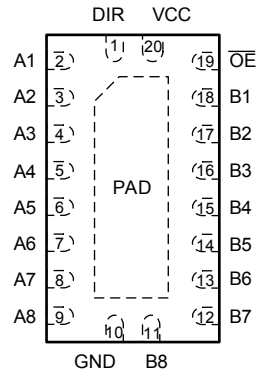 DIR VCC
1 20
A1 2 19 O̅E̅
A2 3 18 B1
A3 4 17 B2
A4 5 16 B3
A5 6 PAD 15 B4
A6 7 14 B5
A7 8 13 B6
A8 9 12 B7
10 11
GND B8